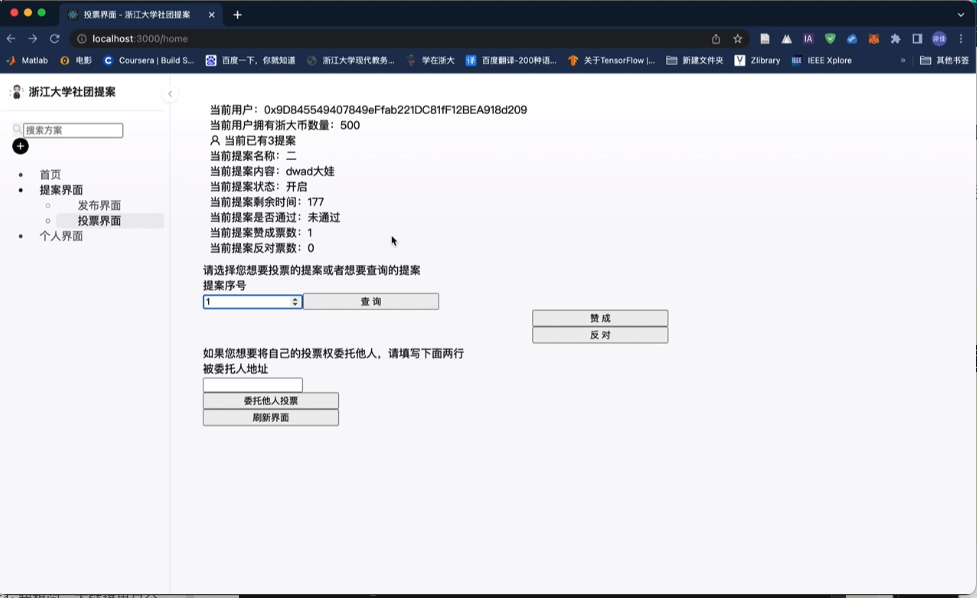 投票界面 - 浙江大学社团提案
localhost:3000/home
Matlab 电影 Coursera | Build S... 百度一下，你就知道 浙江大学现代教务... 学在浙大 百度翻译-200种语... 关于TensorFlow |... 新建文件夹 Zlibrary IEEE Xplore » 其他书签
浙江大学社团提案
搜索方案
首页
提案界面
发布界面
投票界面
个人界面
当前用户：0x9D845549407849eFfab221DC81fF12BEA918d209
当前用户拥有浙大币数量：500
当前已有3提案
当前提案名称：二
当前提案内容：dwad大娃
当前提案状态：开启
当前提案剩余时间：177
当前提案是否通过：未通过
当前提案赞成票数：1
当前提案反对票数：0
请选择您想要投票的提案或者想要查询的提案
提案序号
1 查 询
赞 成
反 对
如果您想要将自己的投票权委托他人，请填写下面两行
被委托人地址
委托他人投票
刷新界面